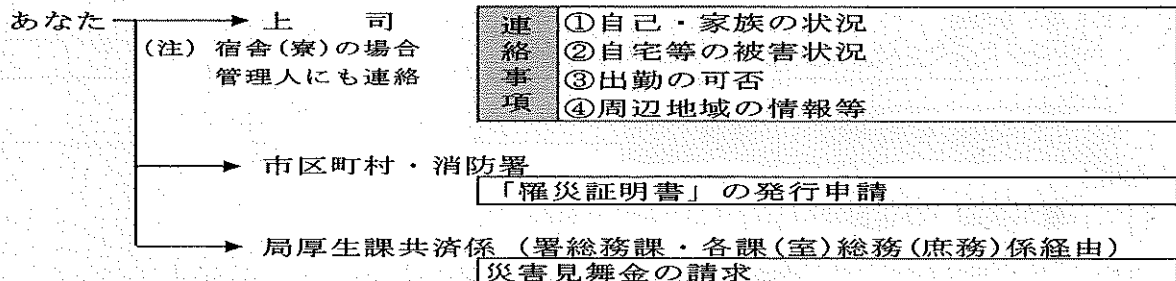 あなた → 上　司
(注) 宿舎(寮)の場合
管理人にも連絡
連絡事項
①自己・家族の状況
②自宅等の被害状況
③出勤の可否
④周辺地域の情報等
→ 市区町村・消防署
「罹災証明書」の発行申請
→ 局厚生課共済係 (署総務課・各課(室)総務(庶務)係経由)
災害見舞金の請求